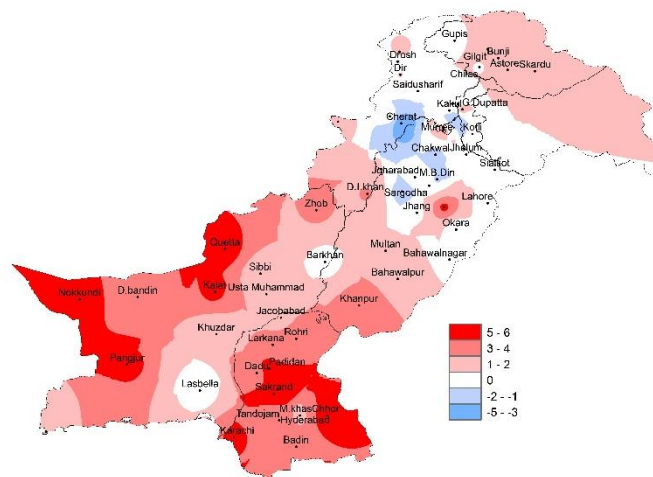 Gupis
Drosh
Bunji
Gilgit
Astore
Skardu
Dir
Chilas
Saidusharif
Kakul
G.Dupatta
Cherat
Murree
Kotli
Chakwal
Jhelum
Sialkot
Jgharabad
M.B.Din
D.I.khan
Sargodha
Zhob
Jhang
Lahore
Okara
Quetta
Multan
Barkhan
Bahawalnagar
Sibbi
Bahawalpur
Kalat
Usta Muhammad
Nokkundi
D.bandin
Khanpur
Jacobabad
Khuzdar
Rohri
Larkana
5 - 6
3 - 4
1 - 2
0
-2 - -1
-5 - -3
Pangjur
Padidan
Dadu
Lasbella
Sakrand
M.khas
Chhor
Tandojam
Hyderabad
Karachi
Badin